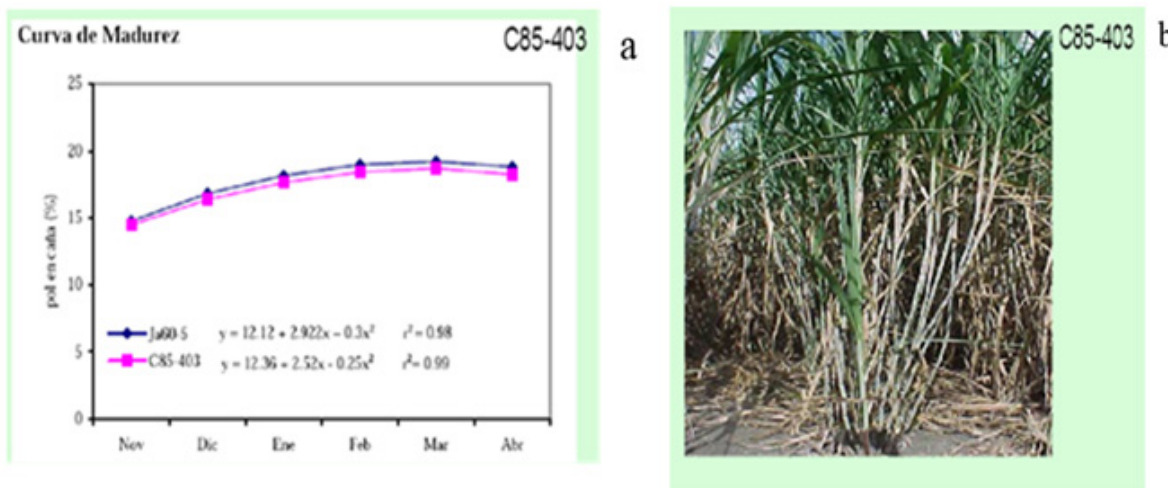 Curva de Madurez
C85-403
a
25
20
15
10
5
0
pol en caña (%)
Ja60-5 y = 12.12 + 2.922x – 0.3x² r² = 0.98
C85-403 y = 12.36 + 2.52x - 0.25x² r² = 0.99
Nov Dic Ene Feb Mar Abr
C85-403
b